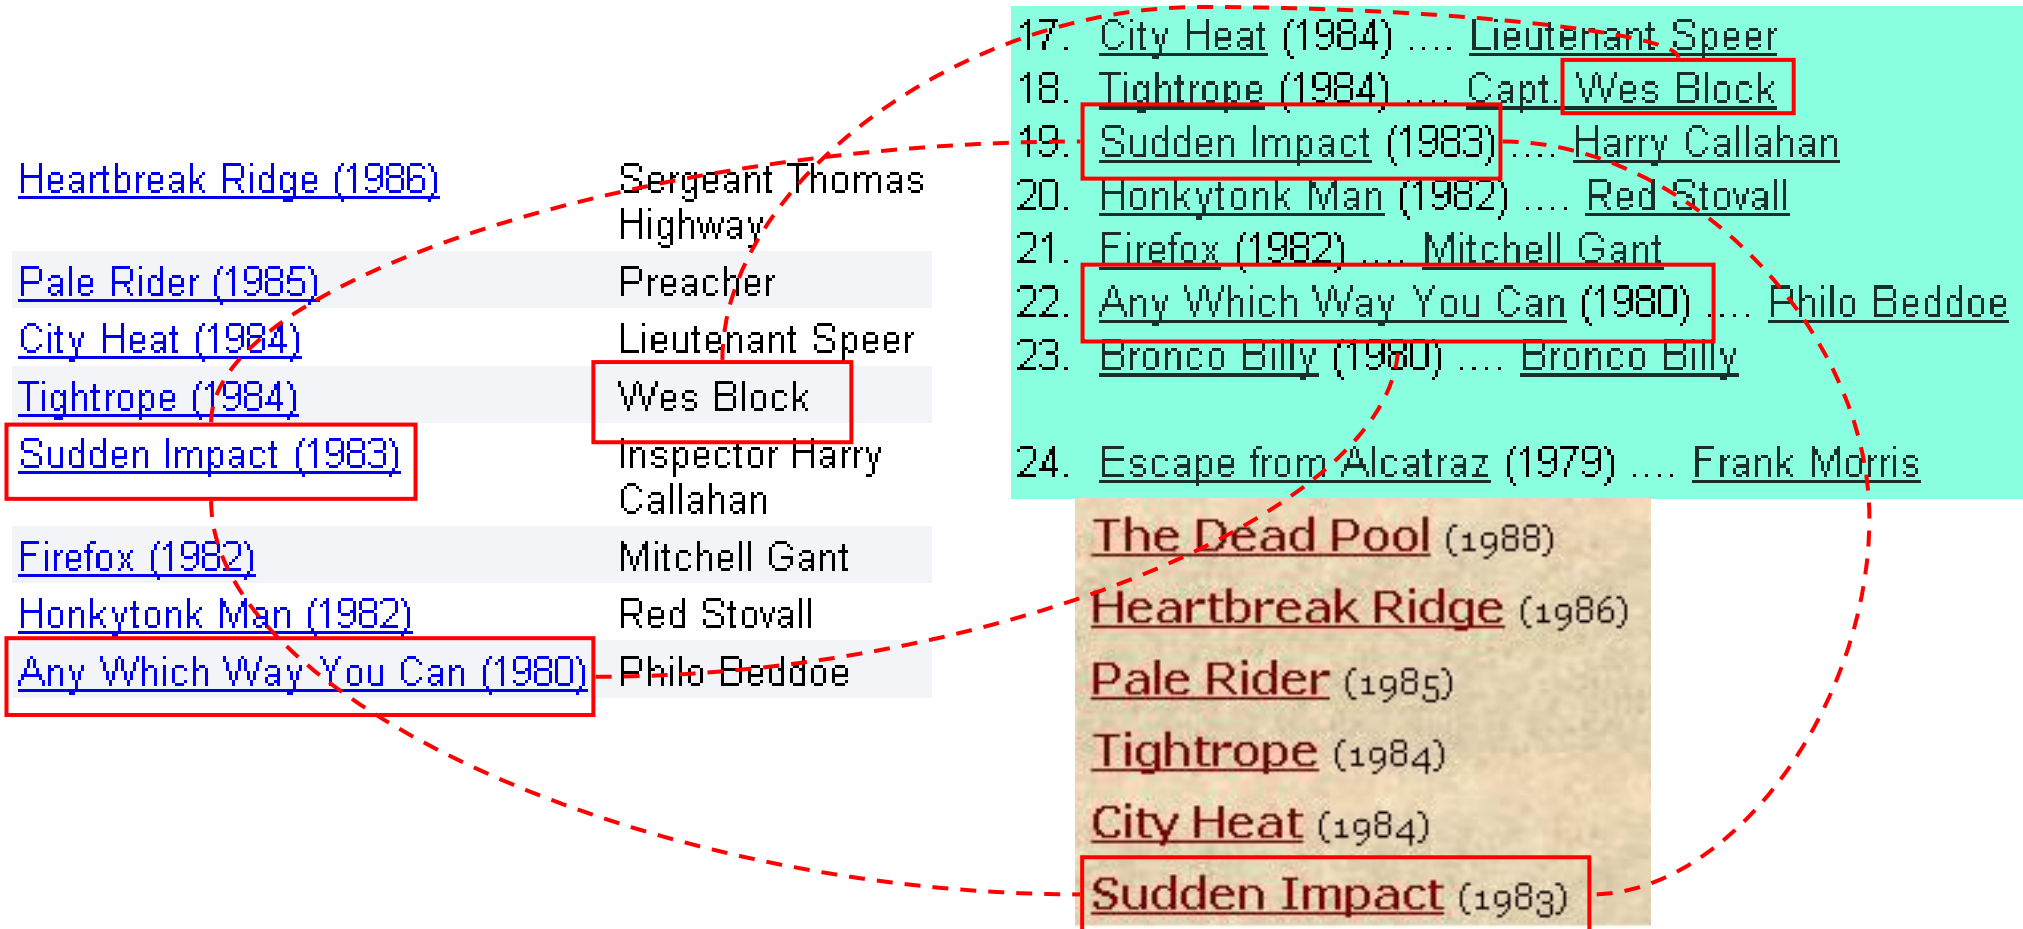 Heartbreak Ridge (1986) Sergeant Thomas
Highway
Pale Rider (1985) Preacher
City Heat (1984) Lieutenant Speer
Tightrope (1984) Wes Block
Sudden Impact (1983) Inspector Harry
Callahan
Firefox (1982) Mitchell Gant
Honkytonk Man (1982) Red Stovall
Any Which Way You Can (1980) Philo Beddoe
17. City Heat (1984) .... Lieutenant Speer
18. Tightrope (1984) .... Capt. Wes Block
19. Sudden Impact (1983) .... Harry Callahan
20. Honkytonk Man (1982) .... Red Stovall
21. Firefox (1982) .... Mitchell Gant
22. Any Which Way You Can (1980) .... Philo Beddoe
23. Bronco Billy (1980) .... Bronco Billy
24. Escape from Alcatraz (1979) .... Frank Morris
The Dead Pool (1988)
Heartbreak Ridge (1986)
Pale Rider (1985)
Tightrope (1984)
City Heat (1984)
Sudden Impact (1983)